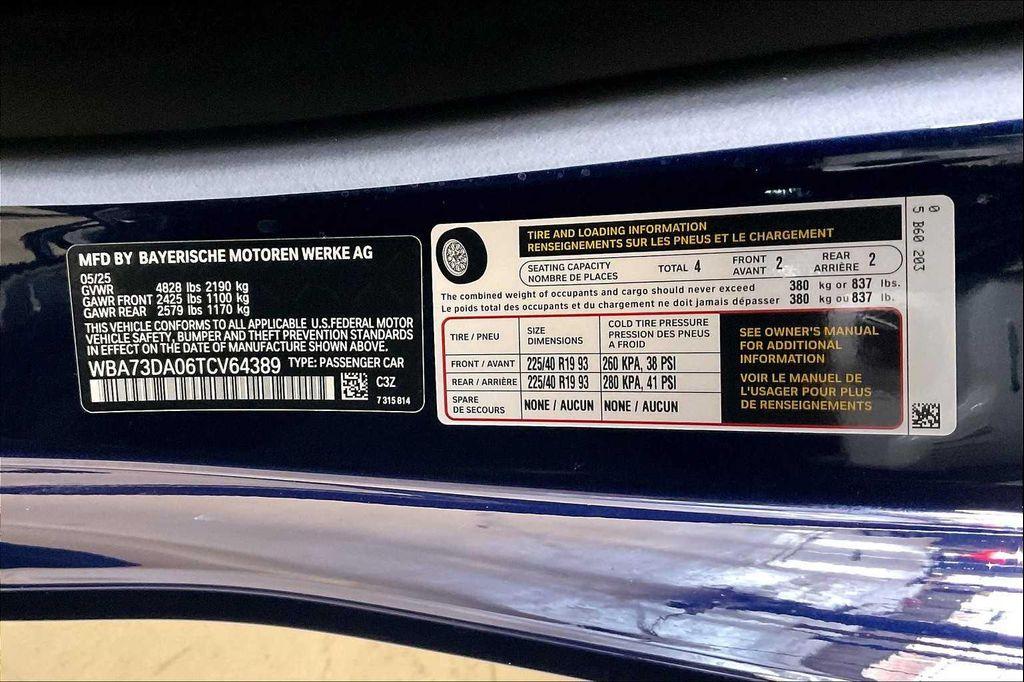 MFD BY BAYERISCHE MOTOREN WERKE AG
05/25
GVWR 4828 lbs 2190 kg
GAWR FRONT 2425 lbs 1100 kg
GAWR REAR 2579 lbs 1170 kg
THIS VEHICLE CONFORMS TO ALL APPLICABLE U.S.FEDERAL MOTOR
VEHICLE SAFETY, BUMPER AND THEFT PREVENTION STANDARDS
IN EFFECT ON THE DATE OF MANUFACTURE SHOWN ABOVE.
WBA73DA06TCV64389 TYPE: PASSENGER CAR
C3Z
7 315 814
TIRE AND LOADING INFORMATION
RENSEIGNEMENTS SUR LES PNEUS ET LE CHARGEMENT
SEATING CAPACITY
NOMBRE DE PLACES
TOTAL 4
FRONT
AVANT 2
REAR
ARRIÈRE 2
The combined weight of occupants and cargo should never exceed 380 kg or 837 lbs.
Le poids total des occupants et du chargement ne doit jamais dépasser 380 kg ou 837 lb.
TIRE / PNEU
SIZE
DIMENSIONS
COLD TIRE PRESSURE
PRESSION DES PNEUS
A FROID
FRONT / AVANT 225/40 R19 93 260 KPA, 38 PSI
REAR / ARRIÈRE 225/40 R19 93 280 KPA, 41 PSI
SPARE
DE SECOURS
NONE / AUCUN NONE / AUCUN
SEE OWNER'S MANUAL
FOR ADDITIONAL
INFORMATION
VOIR LE MANUEL DE
L'USAGER POUR PLUS
DE RENSEIGNEMENTS
0
5 B60 203